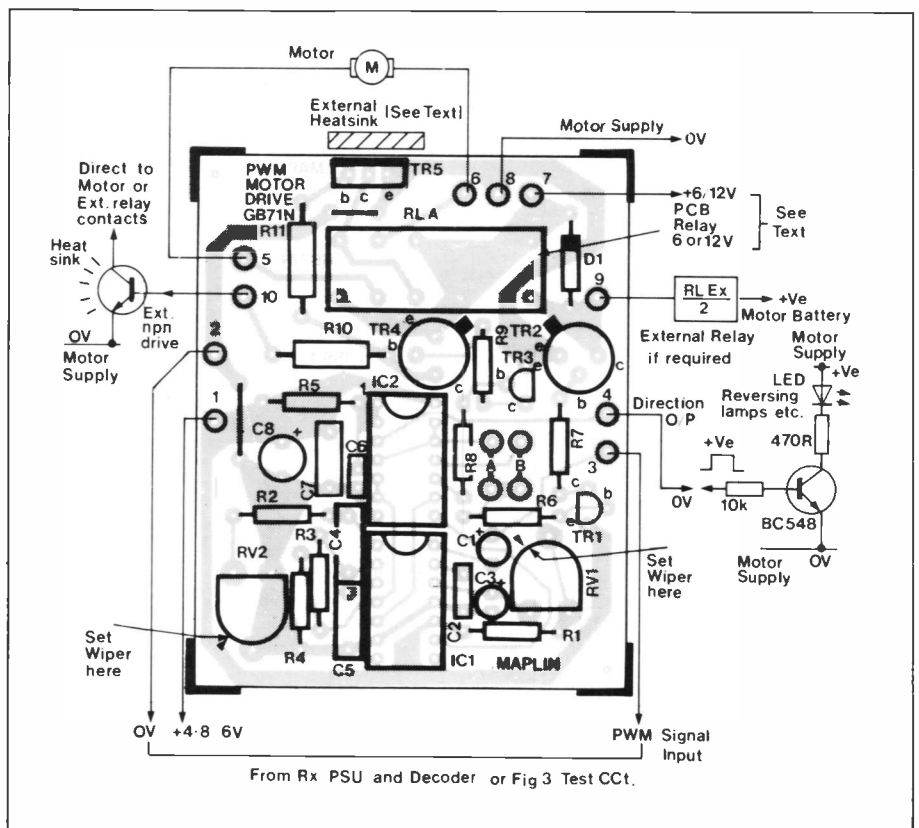 Motor
M
External
Heatsink
[See Text]
Motor Supply
0V
Direct to
Motor or
Ext. relay
contacts
Heat
sink
0V
Motor Supply
Ext.
npn
drive
PWM
MOTOR
DRIVE
GB71N
R11
TR5
b c e
RLA
6
8
7
+6/12V
PCB
Relay
6 or 12V
See
Text
D1
5
10
9
RL Ex
2
+Ve
Motor Battery
External Relay
if required
2
1
R10
TR4
e
b
c
R9
TR2
e
b
c
TR3
e
b
c
R5
1
IC2
C8
+
C7
C6
R8
A
B
R7
4
3
Direction
O/P
+Ve
0V
10k
Motor
Supply
+Ve
LED
Reversing
lamps etc.
470R
BC548
Motor
Supply
0V
R2
R3
C4
R6
c
b
e
TR1
C1
+
RV2
R4
C5
IC1
C3
+
C2
R1
RV1
MAPLIN
Set
Wiper
here
Set
Wiper
here
0V
+4·8 6V
PWM Signal
Input
From Rx PSU and Decoder or Fig 3 Test CCt.